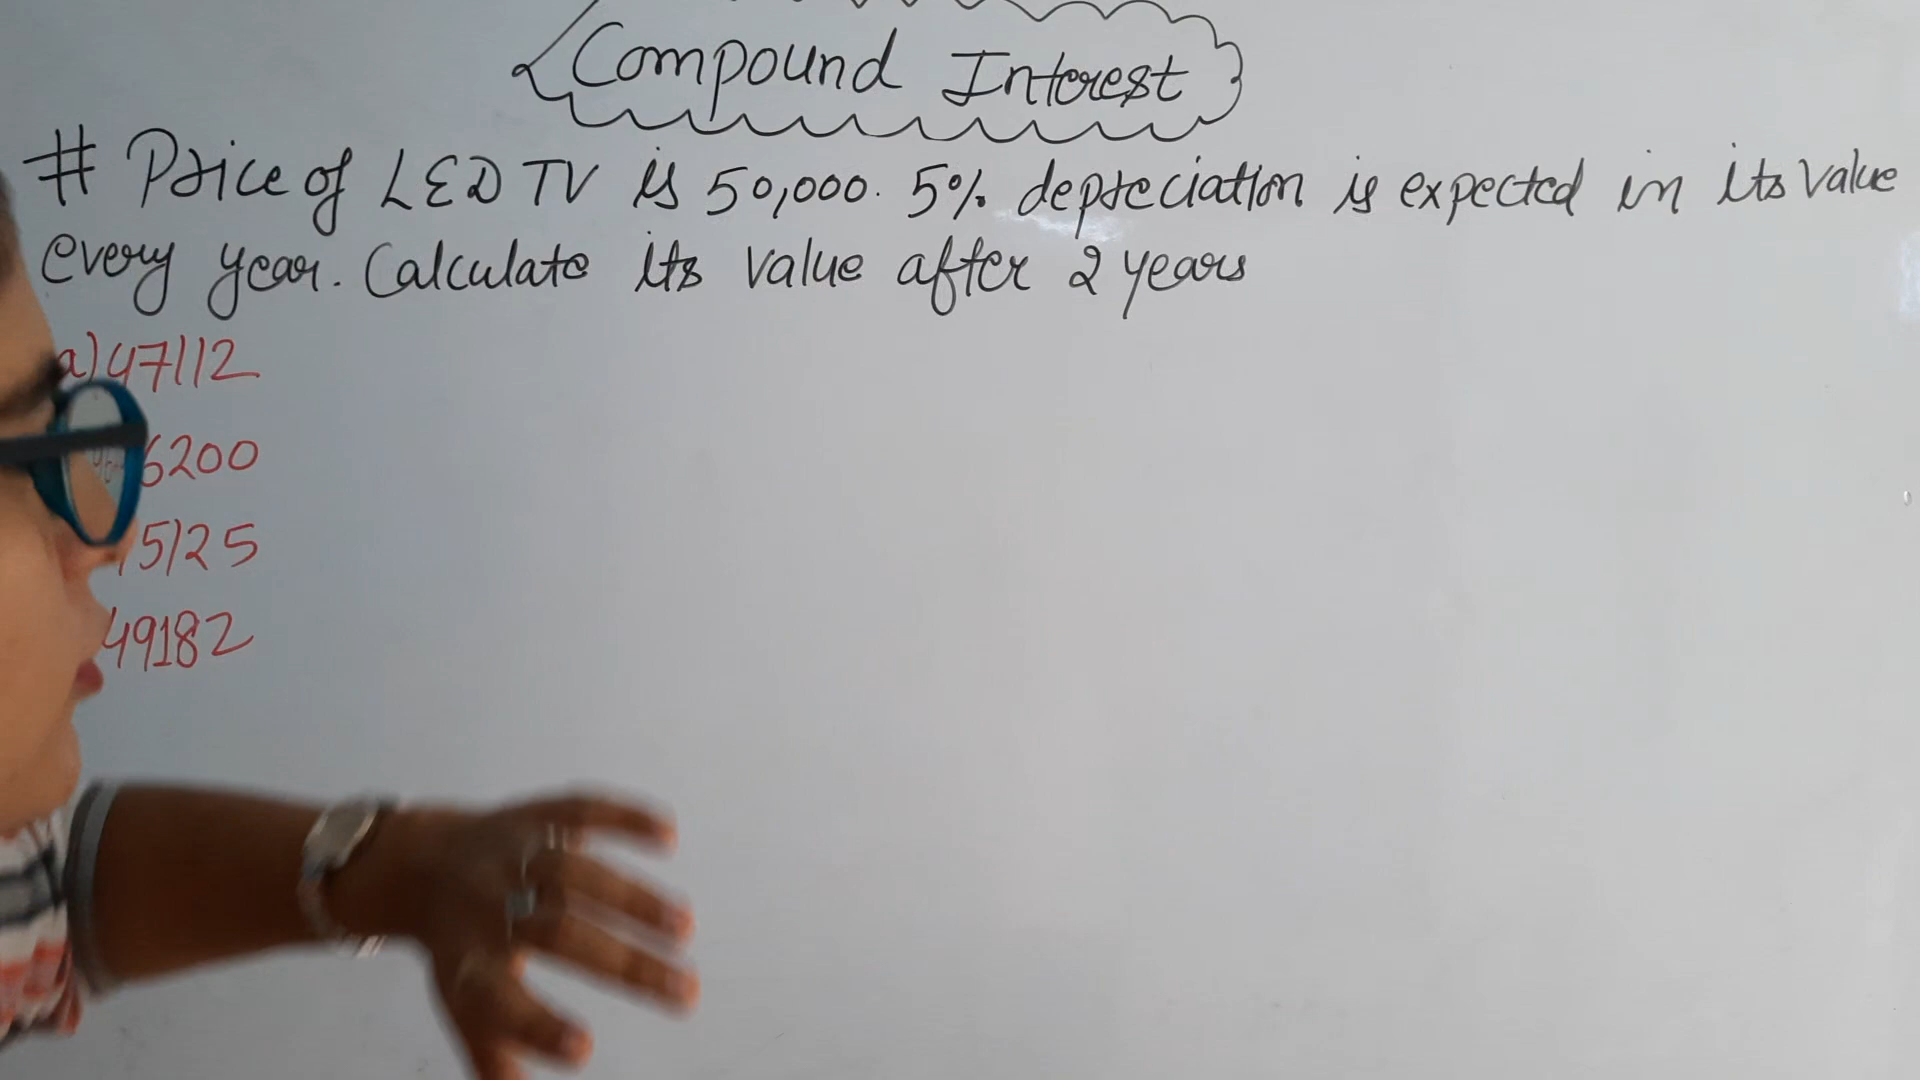 Compound Interest
# Price of LED TV is 50,000. 5% depreciation is expected in its value
every year. Calculate its value after 2 years
a) 47112
6200
5125
49182